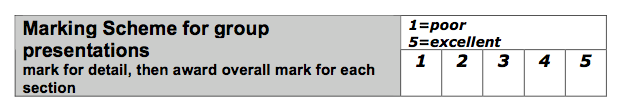 Marking Scheme for group
presentations
mark for detail, then award overall mark for each
section
1=poor
5=excellent
1 2 3 4 5